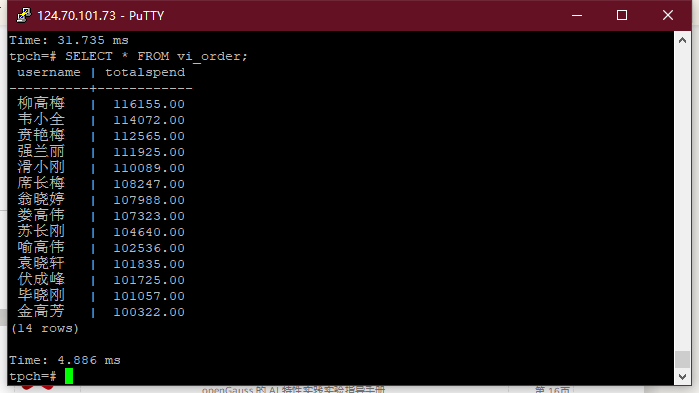 124.70.101.73 - PuTTY
Time: 31.735 ms
tpch=# SELECT * FROM vi_order;
username | totalspend
----------+------------
柳高梅 | 116155.00
韦小全 | 114072.00
贲艳梅 | 112565.00
强兰丽 | 111925.00
滑小刚 | 110089.00
席长梅 | 108247.00
翁晓婷 | 107988.00
娄高伟 | 107323.00
苏长刚 | 104640.00
喻高伟 | 102536.00
袁晓轩 | 101835.00
伏成峰 | 101725.00
毕晓刚 | 101057.00
金高芳 | 100322.00
(14 rows)
Time: 4.886 ms
tpch=#
openGauss 的 AI 特性实践实验指导手册 第 16页